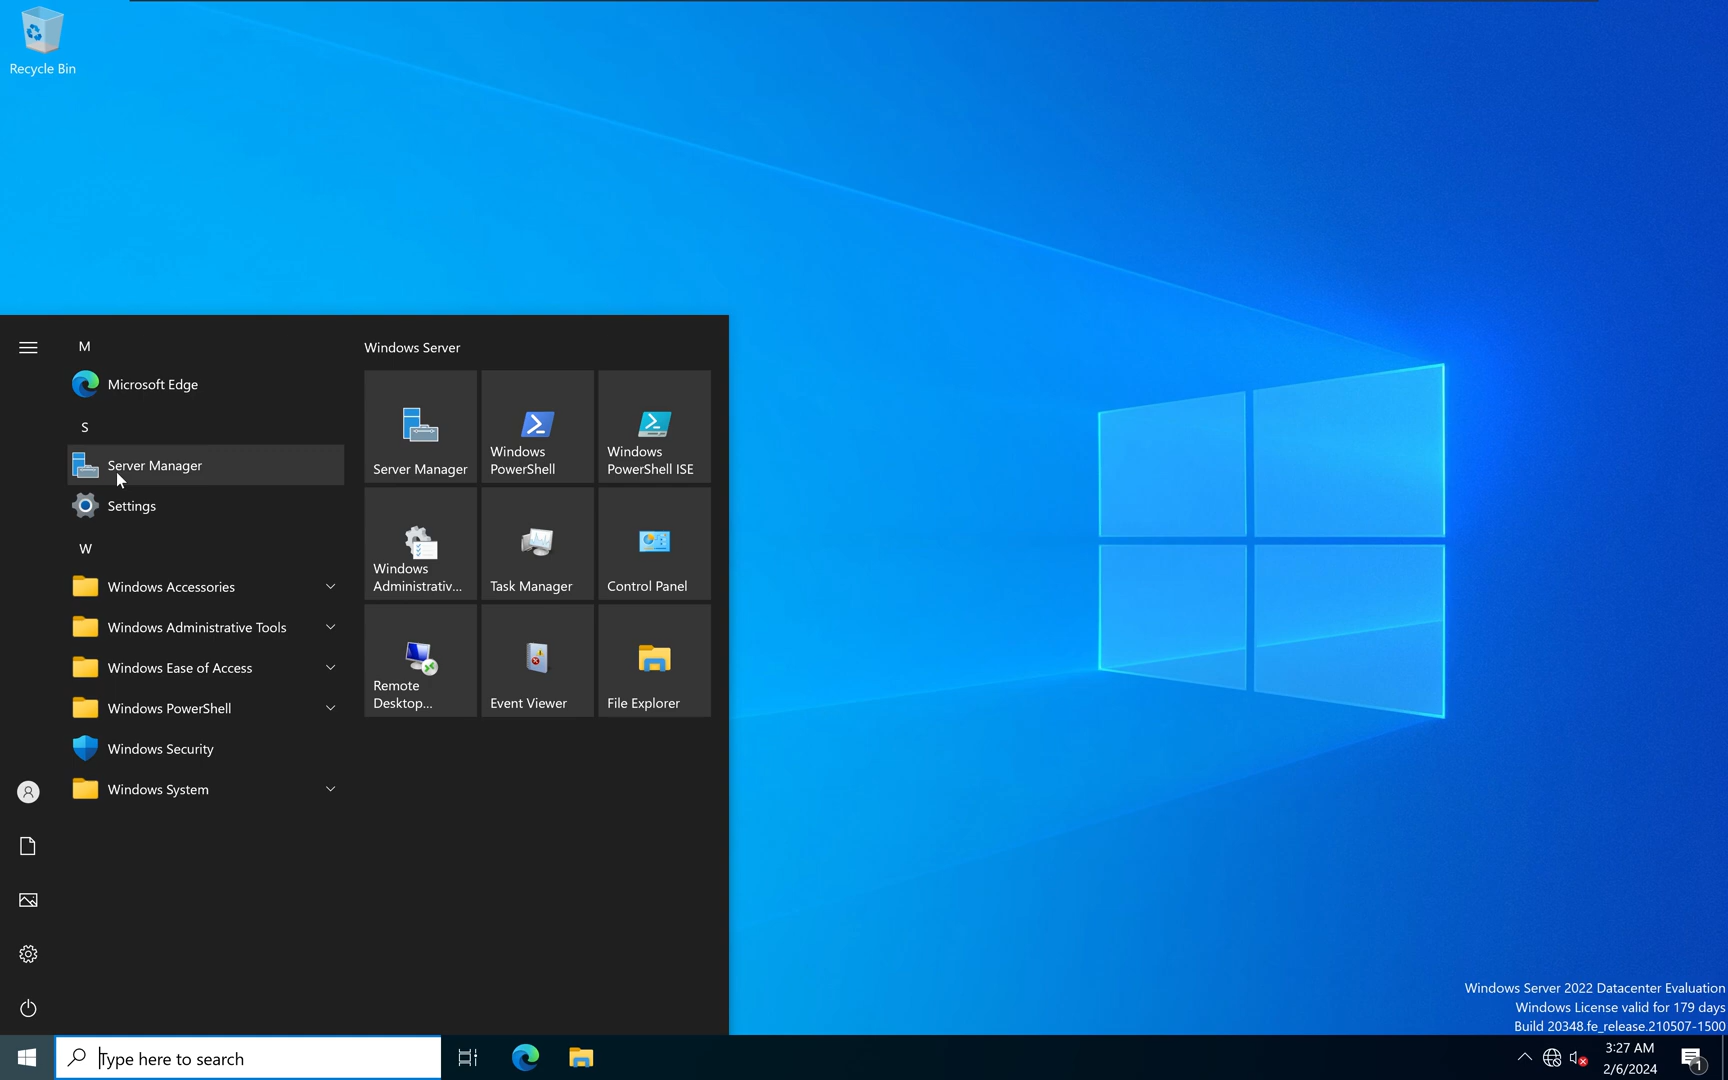 Recycle Bin
M
Microsoft Edge
S
Server Manager
Settings
W
Windows Accessories
Windows Administrative Tools
Windows Ease of Access
Windows PowerShell
Windows Security
Windows System
Windows Server
Server Manager
Windows
PowerShell
Windows
PowerShell ISE
Windows
Administrativ...
Task Manager
Control Panel
Remote
Desktop...
Event Viewer
File Explorer
Windows Server 2022 Datacenter Evaluation
Windows License valid for 179 days
Build 20348.fe_release.210507-1500
Type here to search
3:27 AM
2/6/2024
1